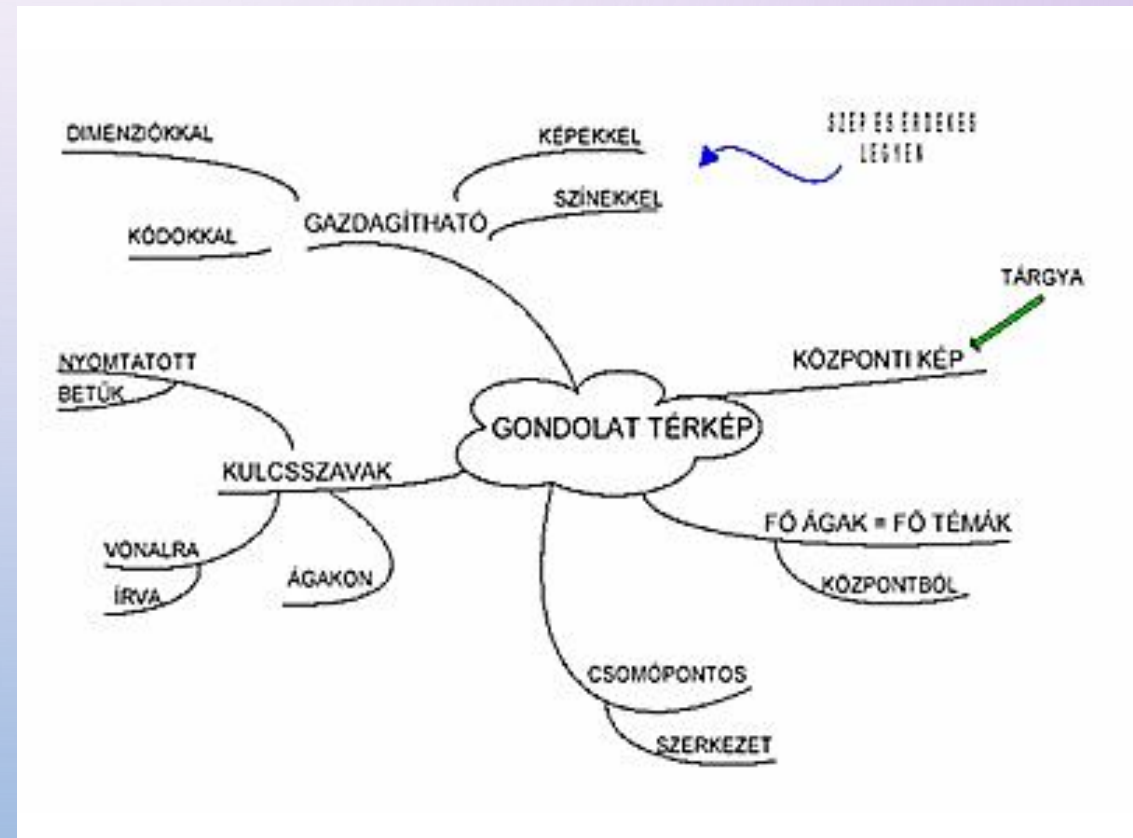 DIMENZIÓKKAL
KÉPEKKEL
SZÉP ÉS ÉRDEKES
LEGYEN
SZÍNEKKEL
GAZDAGÍTHATÓ
KÓDOKKAL
TÁRGYA
NYOMTATOTT
BETŰK
KÖZPONTI KÉP
GONDOLAT TÉRKÉP
KULCSSZAVAK
FŐ ÁGAK = FŐ TÉMÁK
VONALRA
ÍRVA
ÁGAKON
KÖZPONTBÓL
CSOMÓPONTOS
SZERKEZET